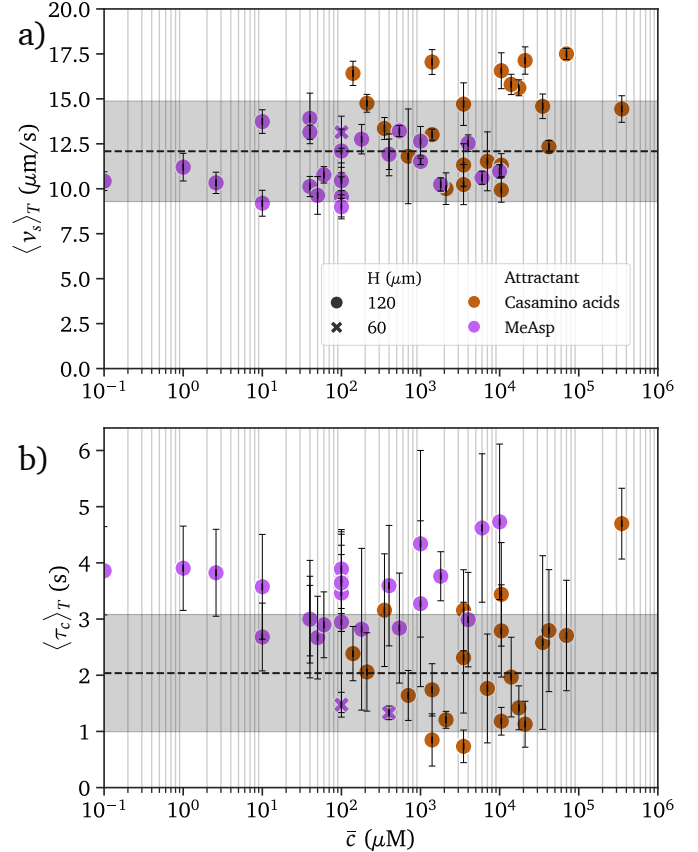 a)
20.0
17.5
15.0
12.5
10.0
7.5
5.0
2.5
0.0
⟨v_s⟩_T (μm/s)
H (μm)
Attractant
120
Casamino acids
60
MeAsp
10⁻¹ 10⁰ 10¹ 10² 10³ 10⁴ 10⁵ 10⁶
b)
6
5
4
3
2
1
0
⟨τ_c⟩_T (s)
10⁻¹ 10⁰ 10¹ 10² 10³ 10⁴ 10⁵ 10⁶
c̄ (μM)